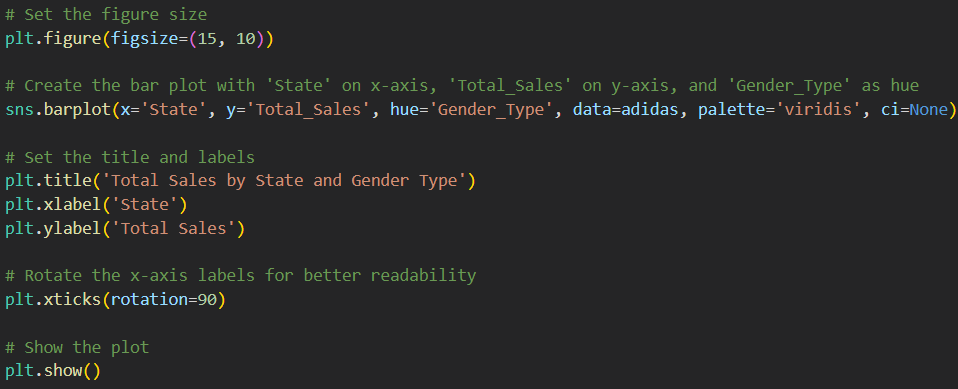 # Set the figure size
plt.figure(figsize=(15, 10))
# Create the bar plot with 'State' on x-axis, 'Total_Sales' on y-axis, and 'Gender_Type' as hue
sns.barplot(x='State', y='Total_Sales', hue='Gender_Type', data=adidas, palette='viridis', ci=None)
# Set the title and labels
plt.title('Total Sales by State and Gender Type')
plt.xlabel('State')
plt.ylabel('Total Sales')
# Rotate the x-axis labels for better readability
plt.xticks(rotation=90)
# Show the plot
plt.show()